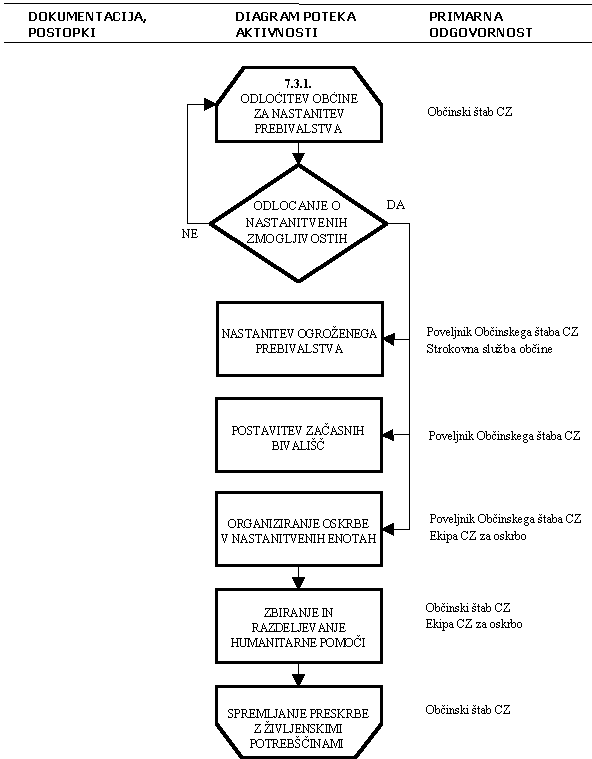 DOKUMENTACIJA,
POSTOPKI
DIAGRAM POTEKA
AKTIVNOSTI
PRIMARNA
ODGOVORNOST
7.3.1.
ODLOČITEV OBČINE
ZA NASTANITEV
PREBIVALSTVA
Občinski štab CZ
ODLOCANJE O
NASTANITVENIH
ZMOGLJIVOSTIH
NE
DA
NASTANITEV OGROŽENEGA
PREBIVALSTVA
Poveljnik Občinskega štaba CZ
Strokovna služba občine
POSTAVITEV ZAČASNIH
BIVALIŠČ
Poveljnik Občinskega štaba CZ
ORGANIZIRANJE OSKRBE
V NASTANITVENIH ENOTAH
Poveljnik Občinskega štaba CZ
Ekipa CZ za oskrbo
ZBIRANJE IN
RAZDELJEVANJE
HUMANITARNE POMOČI
Občinski štab CZ
Ekipa CZ za oskrbo
SPREMLJANJE PRESKRBE
Z ŽIVLJENSKIMI
POTREBŠČINAMI
Občinski štab CZ